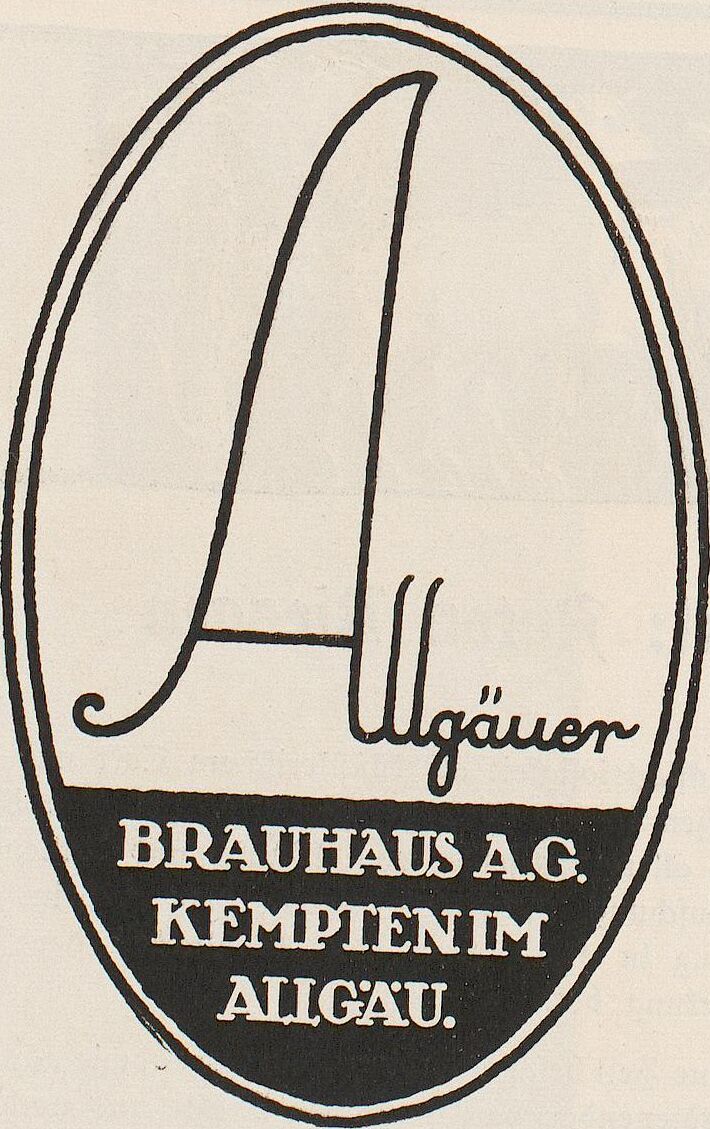 Allgäuer
BRAUHAUS A.G.
KEMPTEN IM
ALLGÄU.